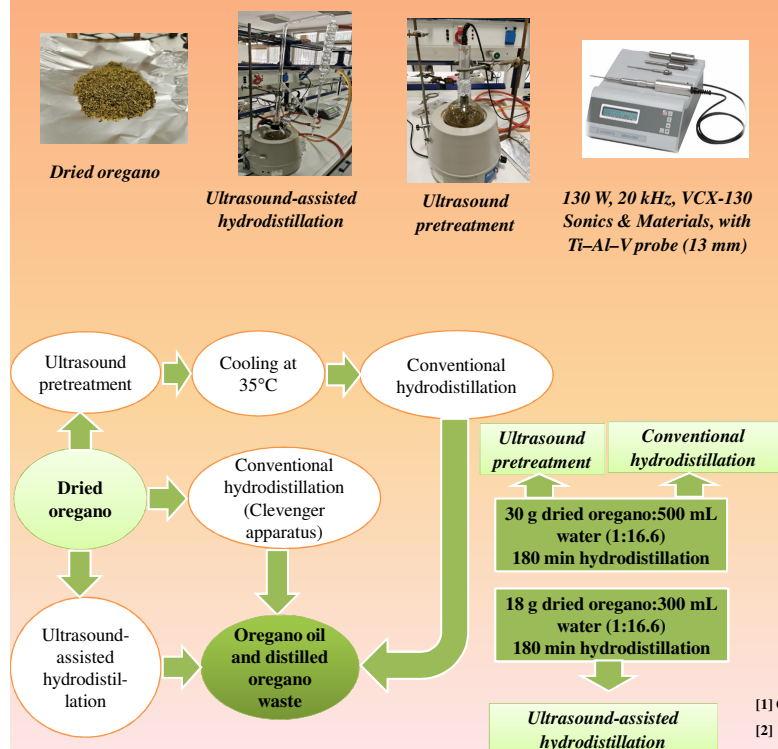 Dried oregano
Ultrasound-assisted
hydrodistillation
Ultrasound
pretreatment
130 W, 20 kHz, VCX-130
Sonics & Materials, with
Ti–Al–V probe (13 mm)
Ultrasound
pretreatment
Cooling at
35°C
Conventional
hydrodistillation
Dried
oregano
Conventional
hydrodistillation
(Clevenger
apparatus)
Ultrasound-
assisted
hydrodistil-
lation
Oregano oil
and distilled
oregano
waste
Ultrasound
pretreatment
Conventional
hydrodistillation
30 g dried oregano:500 mL
water (1:16.6)
180 min hydrodistillation
18 g dried oregano:300 mL
water (1:16.6)
180 min hydrodistillation
Ultrasound-assisted
hydrodistillation
[1]
[2]